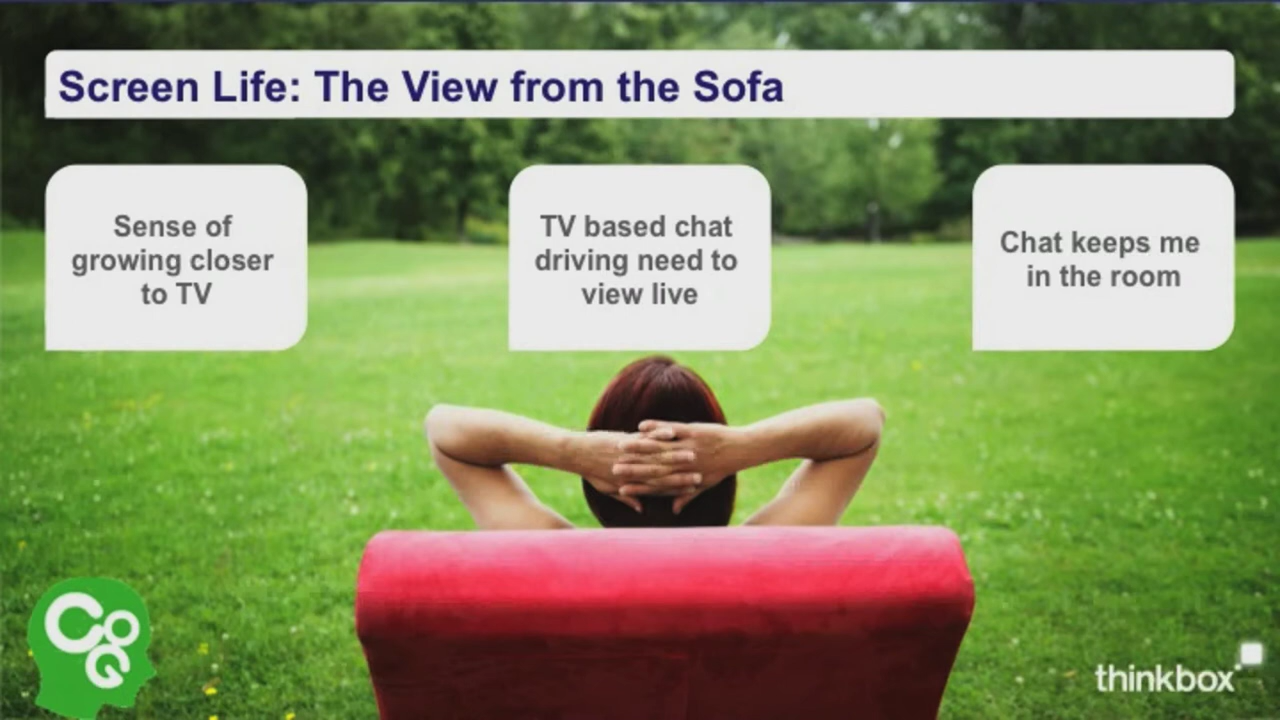 Screen Life: The View from the Sofa
Sense of
growing closer
to TV
TV based chat
driving need to
view live
Chat keeps me
in the room
COG
thinkbox